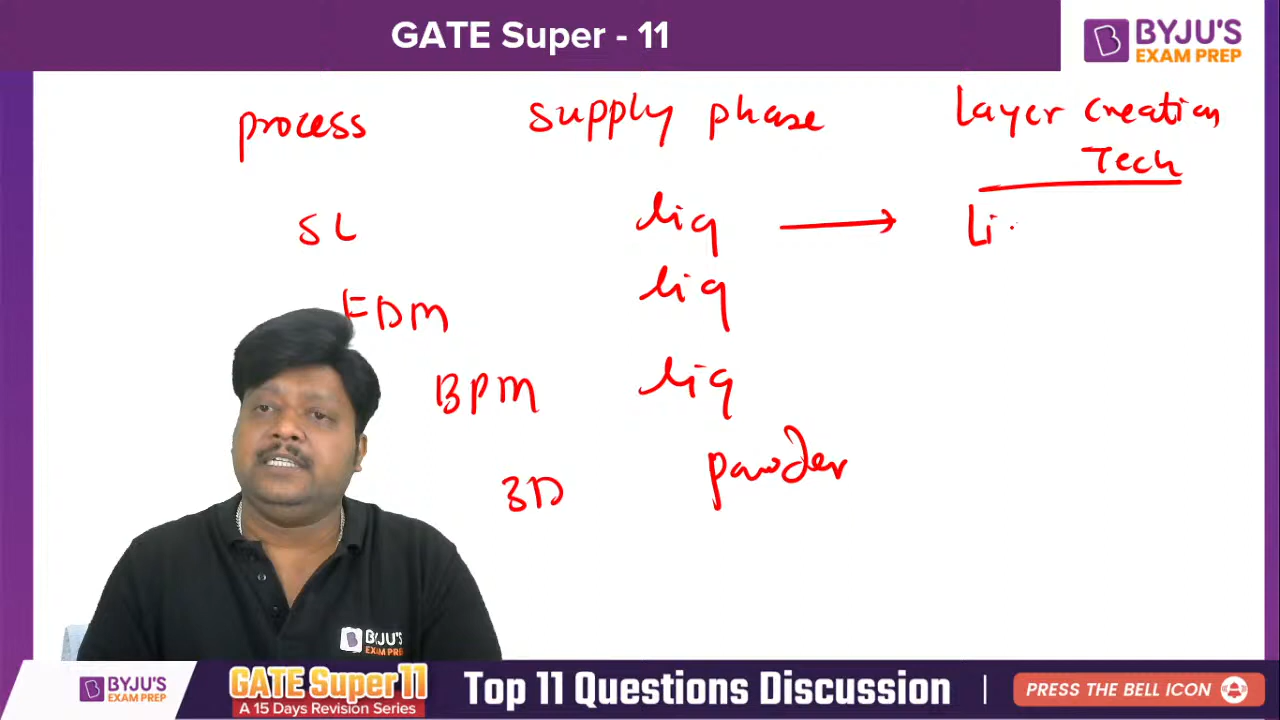 GATE Super - 11
BYJU'S
EXAM PREP
process supply phase Layer creation
Tech
SL liq → Li
FDM liq
BPM liq
3D powder
BYJU'S
EXAM PREP
BYJU'S
EXAM PREP
GATE Super 11
A 15 Days Revision Series
Top 11 Questions Discussion
PRESS THE BELL ICON